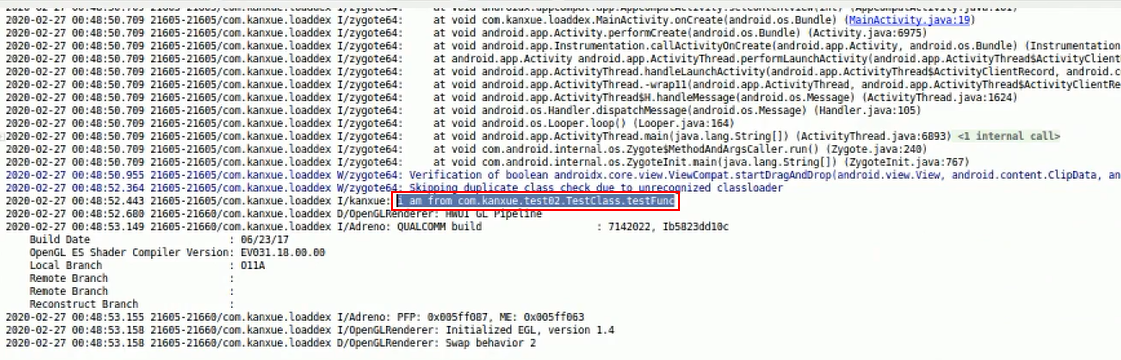 2020-02-27 00:48:50.709 21605-21605/com.kanxue.loaddex I/zygote64:     at void com.kanxue.loaddex.MainActivity.onCreate(android.os.Bundle) (MainActivity.java:19)
2020-02-27 00:48:50.709 21605-21605/com.kanxue.loaddex I/zygote64:     at void android.app.Activity.performCreate(android.os.Bundle) (Activity.java:6975)
2020-02-27 00:48:50.709 21605-21605/com.kanxue.loaddex I/zygote64:     at void android.app.Instrumentation.callActivityOnCreate(android.app.Activity, android.os.Bundle) (Instrumentation
2020-02-27 00:48:50.709 21605-21605/com.kanxue.loaddex I/zygote64:     at android.app.Activity android.app.ActivityThread.performLaunchActivity(android.app.ActivityThread$ActivityClient
2020-02-27 00:48:50.709 21605-21605/com.kanxue.loaddex I/zygote64:     at void android.app.ActivityThread.handleLaunchActivity(android.app.ActivityThread$ActivityClientRecord, android.c
2020-02-27 00:48:50.709 21605-21605/com.kanxue.loaddex I/zygote64:     at void android.app.ActivityThread.-wrap11(android.app.ActivityThread, android.app.ActivityThread$ActivityClientRe
2020-02-27 00:48:50.709 21605-21605/com.kanxue.loaddex I/zygote64:     at void android.app.ActivityThread$H.handleMessage(android.os.Message) (ActivityThread.java:1624)
2020-02-27 00:48:50.709 21605-21605/com.kanxue.loaddex I/zygote64:     at void android.os.Handler.dispatchMessage(android.os.Message) (Handler.java:105)
2020-02-27 00:48:50.709 21605-21605/com.kanxue.loaddex I/zygote64:     at void android.os.Looper.loop() (Looper.java:164)
2020-02-27 00:48:50.709 21605-21605/com.kanxue.loaddex I/zygote64:     at void android.app.ActivityThread.main(java.lang.String[]) (ActivityThread.java:6893) <1 internal call>
2020-02-27 00:48:50.709 21605-21605/com.kanxue.loaddex I/zygote64:     at void com.android.internal.os.Zygote$MethodAndArgsCaller.run() (Zygote.java:240)
2020-02-27 00:48:50.709 21605-21605/com.kanxue.loaddex I/zygote64:     at void com.android.internal.os.ZygoteInit.main(java.lang.String[]) (ZygoteInit.java:767)
2020-02-27 00:48:50.955 21605-21605/com.kanxue.loaddex W/zygote64: Verification of boolean androidx.core.view.ViewCompat.startDragAndDrop(android.view.View, android.content.ClipData, an
2020-02-27 00:48:52.364 21605-21605/com.kanxue.loaddex W/zygote64: Skipping duplicate class check due to unrecognized classloader
2020-02-27 00:48:52.443 21605-21605/com.kanxue.loaddex I/kanxue: i am from com.kanxue.test02.TestClass.testFunc
2020-02-27 00:48:52.680 21605-21605/com.kanxue.loaddex D/OpenGLRenderer: HWUI GL Pipeline
2020-02-27 00:48:53.149 21605-21660/com.kanxue.loaddex I/Adreno: QUALCOMM build                   : 7142022, Ib5823dd10c
Build Date                       : 06/23/17
OpenGL ES Shader Compiler Version: EV031.18.00.00
Local Branch                     : O11A
Remote Branch                    :
Remote Branch                    :
Reconstruct Branch               :
2020-02-27 00:48:53.155 21605-21660/com.kanxue.loaddex I/Adreno: PFP: 0x005ff087, ME: 0x005ff063
2020-02-27 00:48:53.158 21605-21660/com.kanxue.loaddex I/OpenGLRenderer: Initialized EGL, version 1.4
2020-02-27 00:48:53.158 21605-21660/com.kanxue.loaddex D/OpenGLRenderer: Swap behavior 2